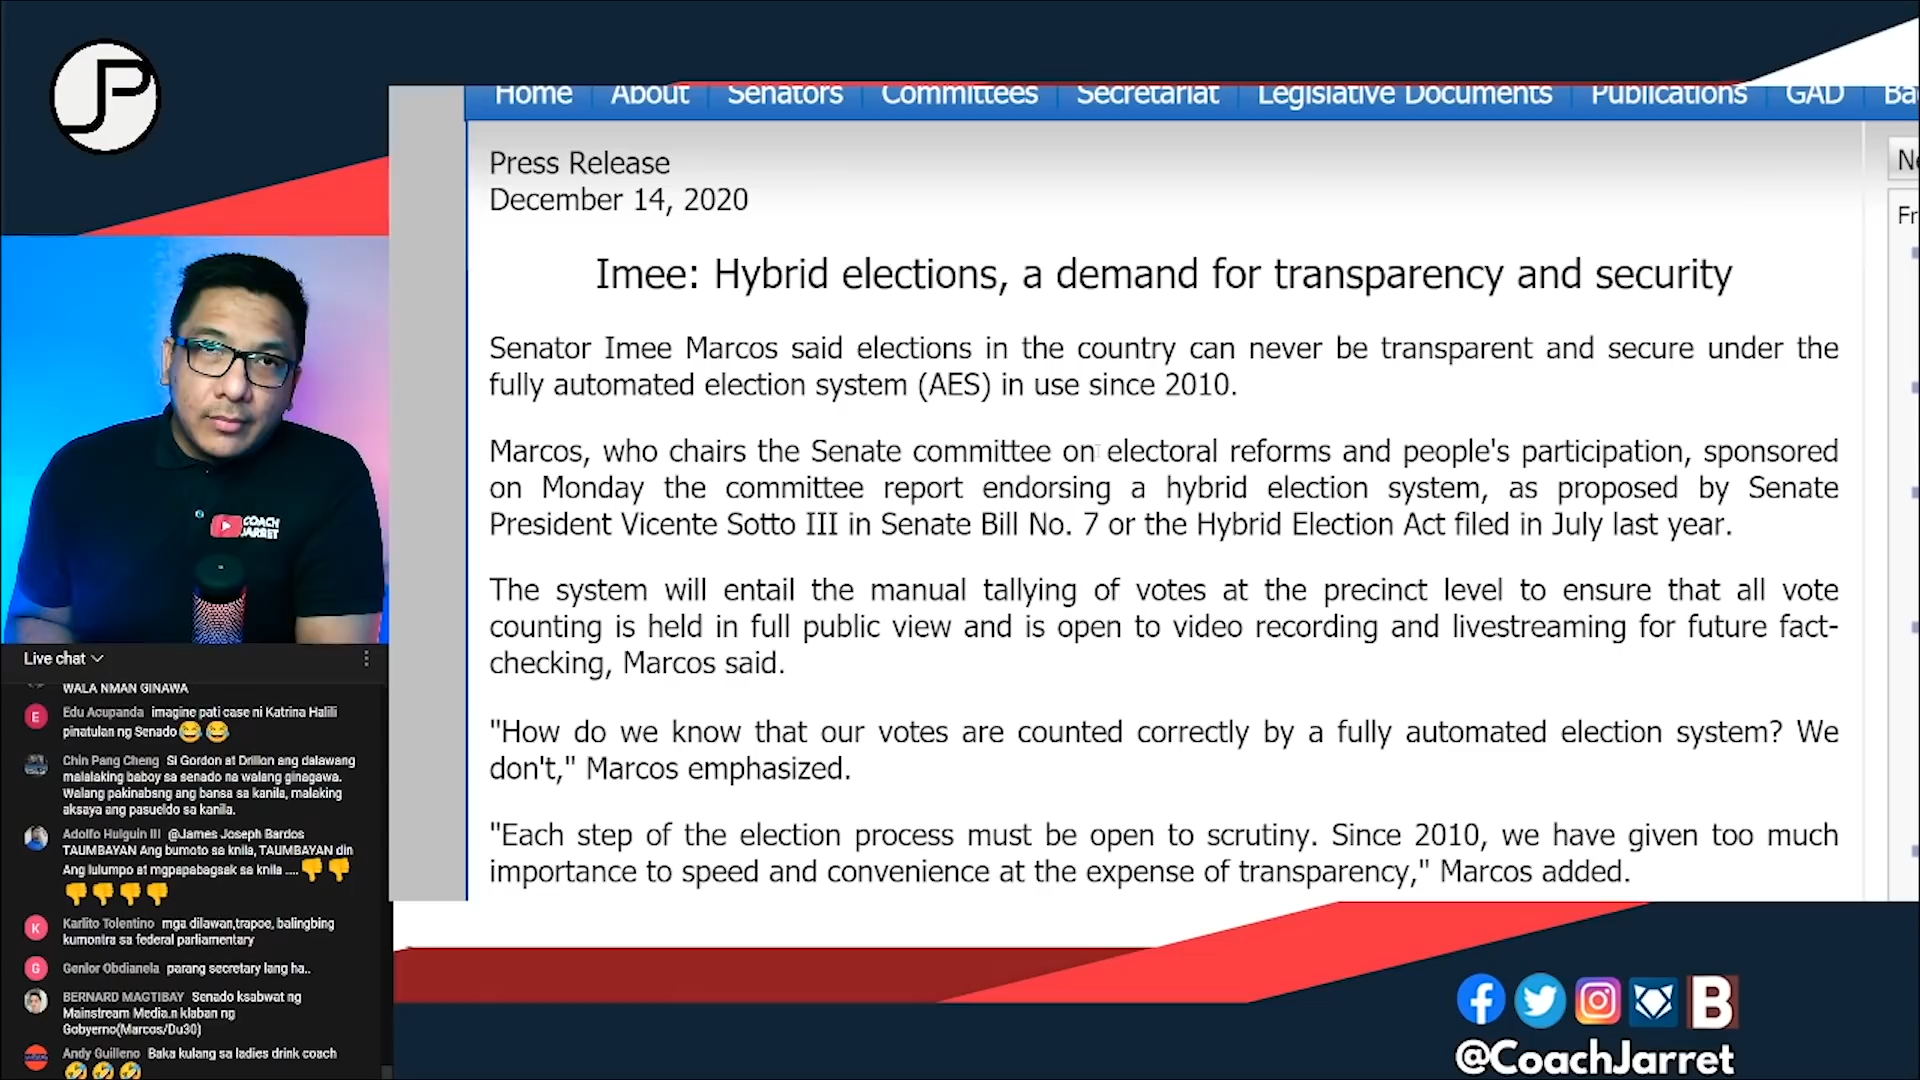 JP
Home About Senators Committees Secretariat Legislative Documents Publications GAD
Press Release
December 14, 2020
Imee: Hybrid elections, a demand for transparency and security
Senator Imee Marcos said elections in the country can never be transparent and secure under the
fully automated election system (AES) in use since 2010.
Marcos, who chairs the Senate committee on electoral reforms and people's participation, sponsored
on Monday the committee report endorsing a hybrid election system, as proposed by Senate
President Vicente Sotto III in Senate Bill No. 7 or the Hybrid Election Act filed in July last year.
The system will entail the manual tallying of votes at the precinct level to ensure that all vote
counting is held in full public view and is open to video recording and livestreaming for future fact-
checking, Marcos said.
"How do we know that our votes are counted correctly by a fully automated election system? We
don't," Marcos emphasized.
"Each step of the election process must be open to scrutiny. Since 2010, we have given too much
importance to speed and convenience at the expense of transparency," Marcos added.
COACH
JARRET
Live chat
WALA NMAN GINAWA
E Edu Acupanda imagine pati case ni Katrina Halili
pinatulan ng Senado 😂 😂
Chin Pang Cheng Si Gordon at Drilon ang dalawang
malalaking baboy sa senado na walang ginagawa.
Walang pakinabsng ang bansa sa kanila, malaking
aksaya ang pasueldo sa kanila.
Adolfo Hulguin III @James Joseph Bardos
TAUMBAYAN Ang bumoto sa knila, TAUMBAYAN din
Ang lulumpo at mgpapabagsak sa knila .... 👎 👎
👎 👎 👎 👎
K Karlito Tolentino mga dilawan,trapoe, balingbing
kumontra sa federal parliamentary
G Genlor Obdianela parang secretary lang ha..
BERNARD MAGTIBAY Senado ksabwat ng
Mainstream Media.n klaban ng
Gobyerno(Marcos/Du30)
Andy Guilleno Baka kulang sa ladies drink coach
🤣 🤣 🤣
B
@CoachJarret